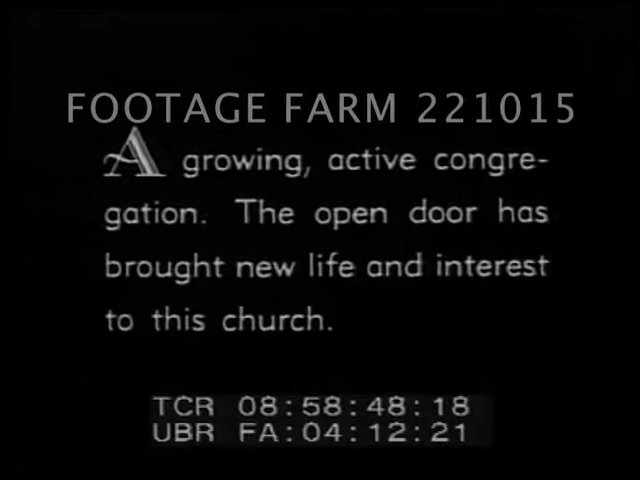 FOOTAGE FARM 221015
A growing, active congre-
gation. The open door has
brought new life and interest
to this church.
TCR 08:58:48:18
UBR FA:04:12:21